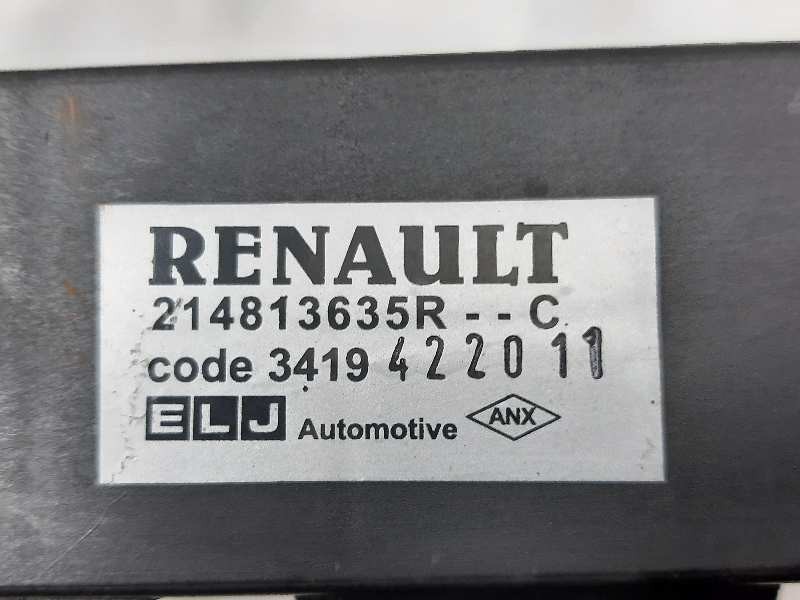 RENAULT
214813635R - - C
code 3419 422011
ELJ Automotive ANX